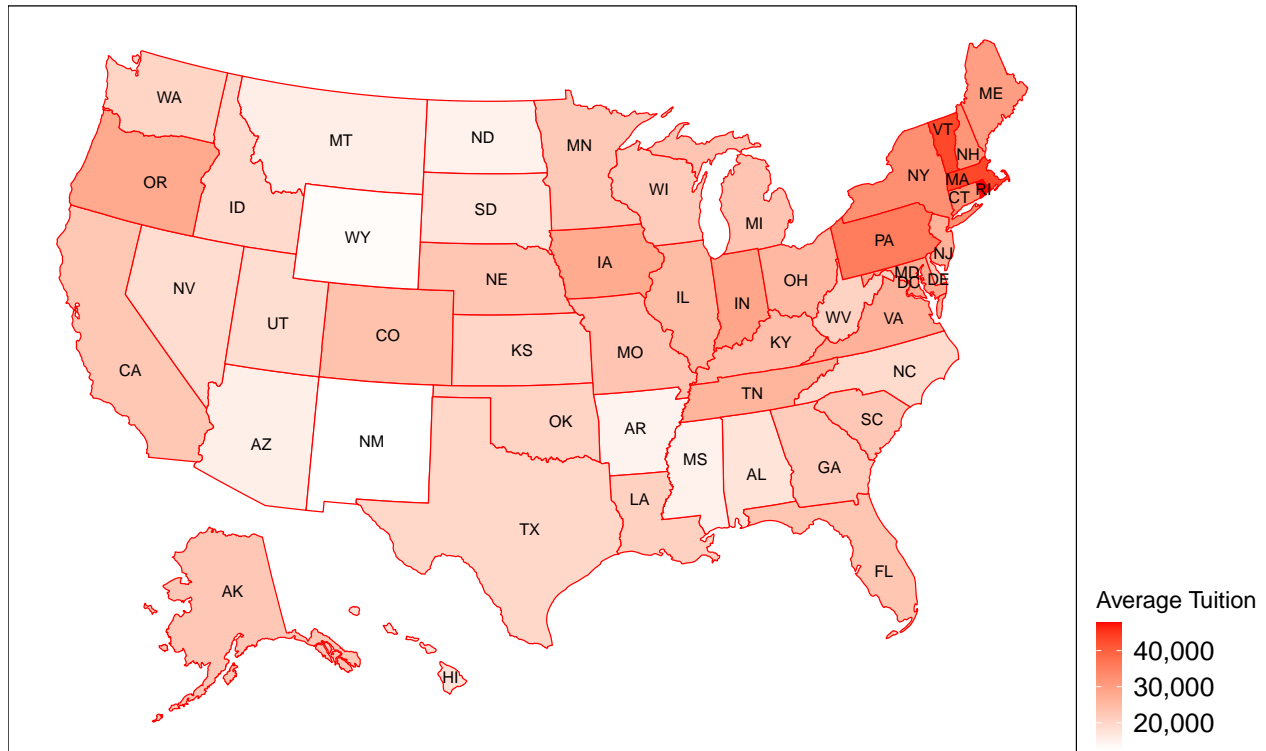 ME
WA
VT
ND
MT
MN
NH
NY
WI
MA
OR
RI
CT
ID
SD
MI
WY
PA
NJ
IA
MD
NE
DE
DC
OH
NV
IL
IN
UT
WV
VA
CO
KY
KS
MO
CA
NC
TN
OK
SC
AR
AZ
NM
MS
GA
AL
LA
TX
FL
AK
HI
Average Tuition
40,000
30,000
20,000